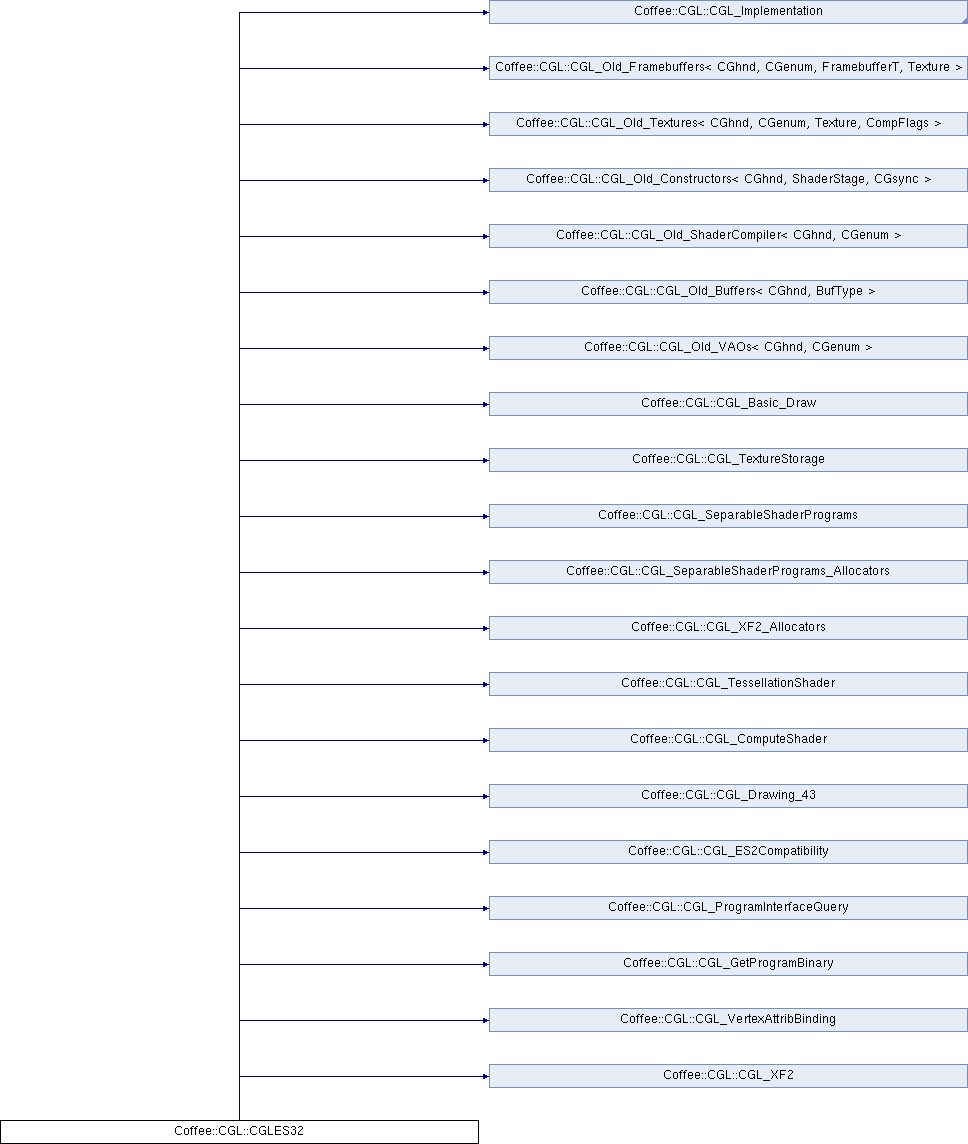 Coffee::CGL::CGL_Implementation
Coffee::CGL::CGL_Old_Framebuffers< CGhnd, CGenum, FramebufferT, Texture >
Coffee::CGL::CGL_Old_Textures< CGhnd, CGenum, Texture, CompFlags >
Coffee::CGL::CGL_Old_Constructors< CGhnd, ShaderStage, CGsync >
Coffee::CGL::CGL_Old_ShaderCompiler< CGhnd, CGenum >
Coffee::CGL::CGL_Old_Buffers< CGhnd, BufType >
Coffee::CGL::CGL_Old_VAOs< CGhnd, CGenum >
Coffee::CGL::CGL_Basic_Draw
Coffee::CGL::CGL_TextureStorage
Coffee::CGL::CGL_SeparableShaderPrograms
Coffee::CGL::CGL_SeparableShaderPrograms_Allocators
Coffee::CGL::CGL_XF2_Allocators
Coffee::CGL::CGL_TessellationShader
Coffee::CGL::CGL_ComputeShader
Coffee::CGL::CGL_Drawing_43
Coffee::CGL::CGL_ES2Compatibility
Coffee::CGL::CGL_ProgramInterfaceQuery
Coffee::CGL::CGL_GetProgramBinary
Coffee::CGL::CGL_VertexAttribBinding
Coffee::CGL::CGL_XF2
Coffee::CGL::CGLES32